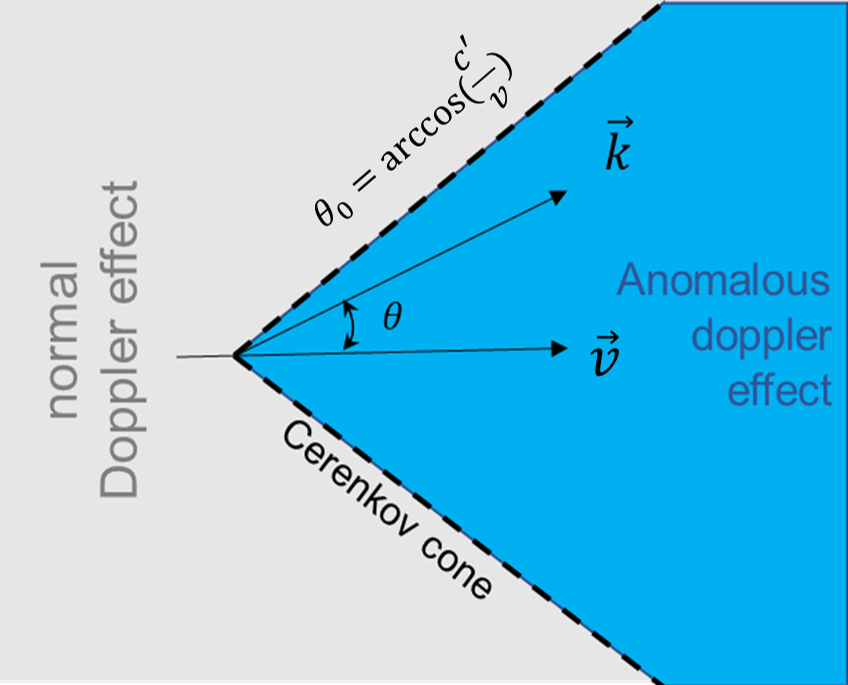 normal
Doppler effect
θ₀ = arccos(c′/v)
k⃗
θ
v⃗
Anomalous
doppler
effect
Cerenkov cone